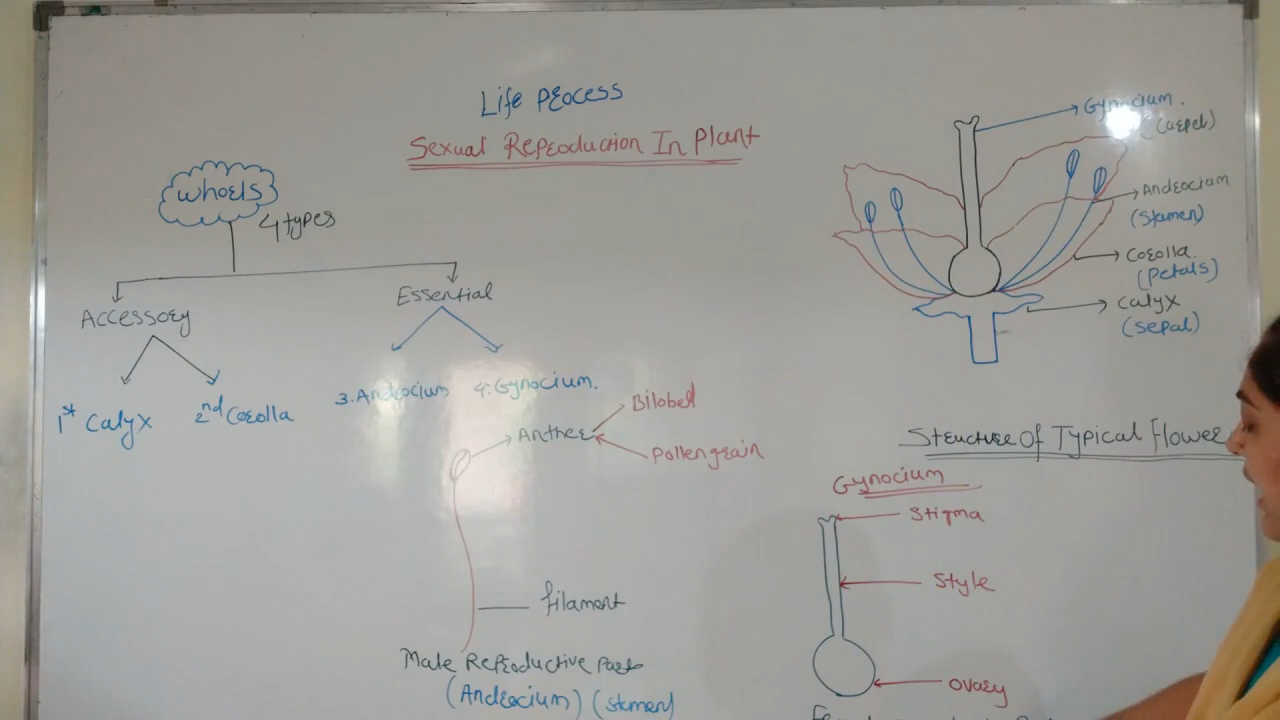 Life Process
Sexual Reproduction In Plant
Whorls
4 types
Accessory
Essential
1st Calyx
2nd Corolla
3. Androcium
4. Gynocium.
Anther
Bilobed
Pollengrain
filament
Male Reproductive Part
(Androcium) (Stamen)
Gynocium.
(Carpel)
Androcium
(Stamen)
Corolla.
(Petals)
Calyx
(Sepal)
Structure Of Typical Flower
Gynocium
Stigma
Style
Ovary